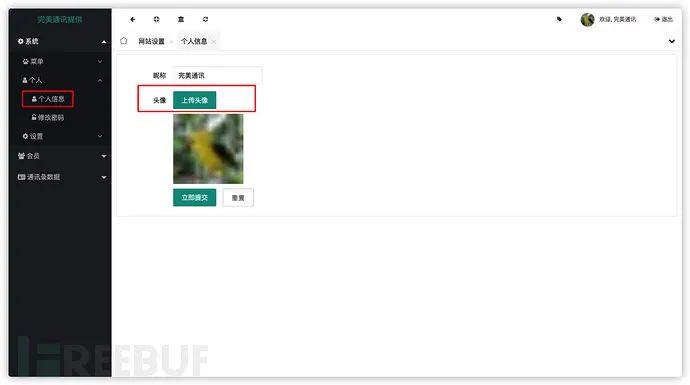 完美通讯提供
欢迎, 完美通讯
退出
系统
网站设置
个人信息
菜单
昵称
完美通讯
个人
头像
上传头像
个人信息
修改密码
设置
会员
通讯录数据
立即提交
重置
REEBUF